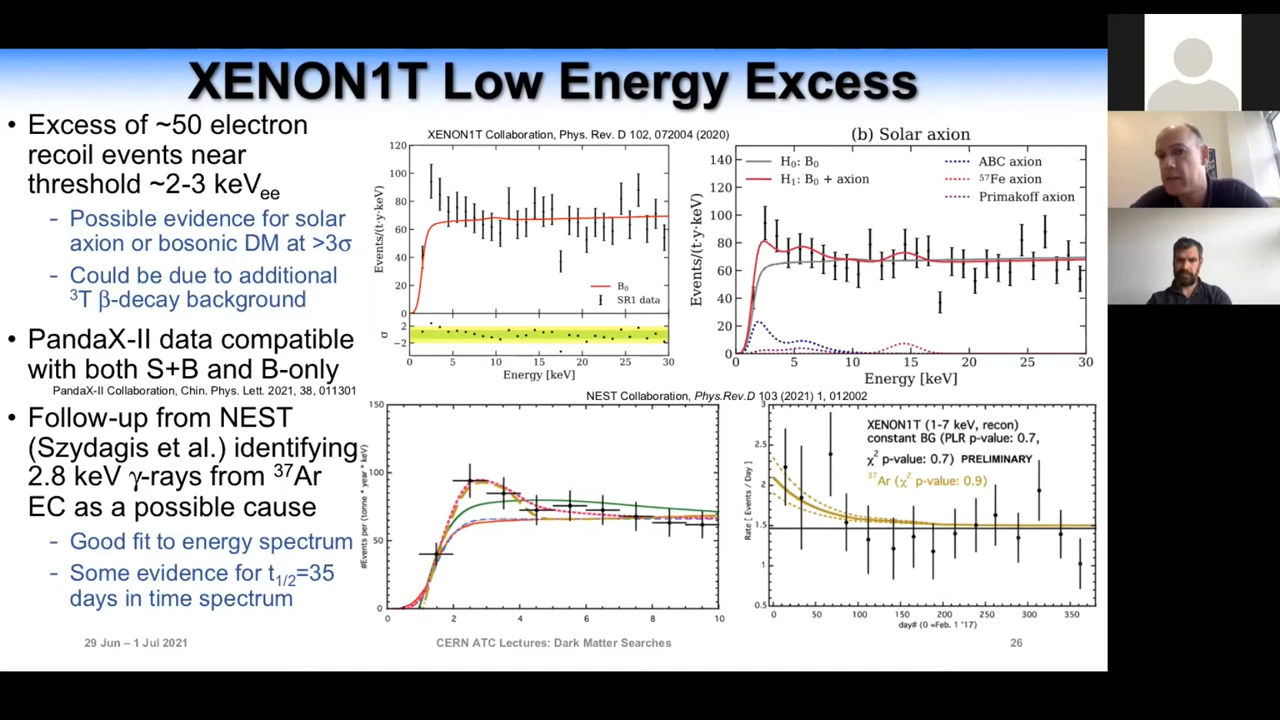 XENON1T Low Energy Excess
• Excess of ~50 electron
recoil events near
threshold ~2-3 keVee
- Possible evidence for solar
axion or bosonic DM at >3σ
- Could be due to additional
³T β-decay background
• PandaX-II data compatible
with both S+B and B-only
PandaX-II Collaboration, Chin. Phys. Lett. 2021, 38, 011301
• Follow-up from NEST
(Szydagis et al.) identifying
2.8 keV γ-rays from ³⁷Ar
EC as a possible cause
- Good fit to energy spectrum
- Some evidence for t1/2=35
days in time spectrum
XENON1T Collaboration, Phys. Rev. D 102, 072004 (2020)
120
100
80
60
40
20
0
Events/(t·y·keV)
B₀
SR1 data
2
−2
σ
0 5 10 15 20 25 30
Energy [keV]
(b) Solar axion
140
120
100
80
60
40
20
0
Events/(t·y·keV)
H₀: B₀
H₁: B₀ + axion
ABC axion
⁵⁷Fe axion
Primakoff axion
0 5 10 15 20 25 30
Energy [keV]
NEST Collaboration, Phys.Rev.D 103 (2021) 1, 012002
150
100
50
0
#Events per (tonne * year * keV)
0 2 4 6 8 10
3
2.5
2
1.5
1
0.5
Rate [ Events / Day ]
XENON1T (1-7 keV, recon)
constant BG (PLR p-value: 0.7,
χ² p-value: 0.7) PRELIMINARY
³⁷Ar (χ² p-value: 0.9)
0 50 100 150 200 250 300 350
day# (0 =Feb. 1 '17)
29 Jun – 1 Jul 2021
CERN ATC Lectures: Dark Matter Searches
26